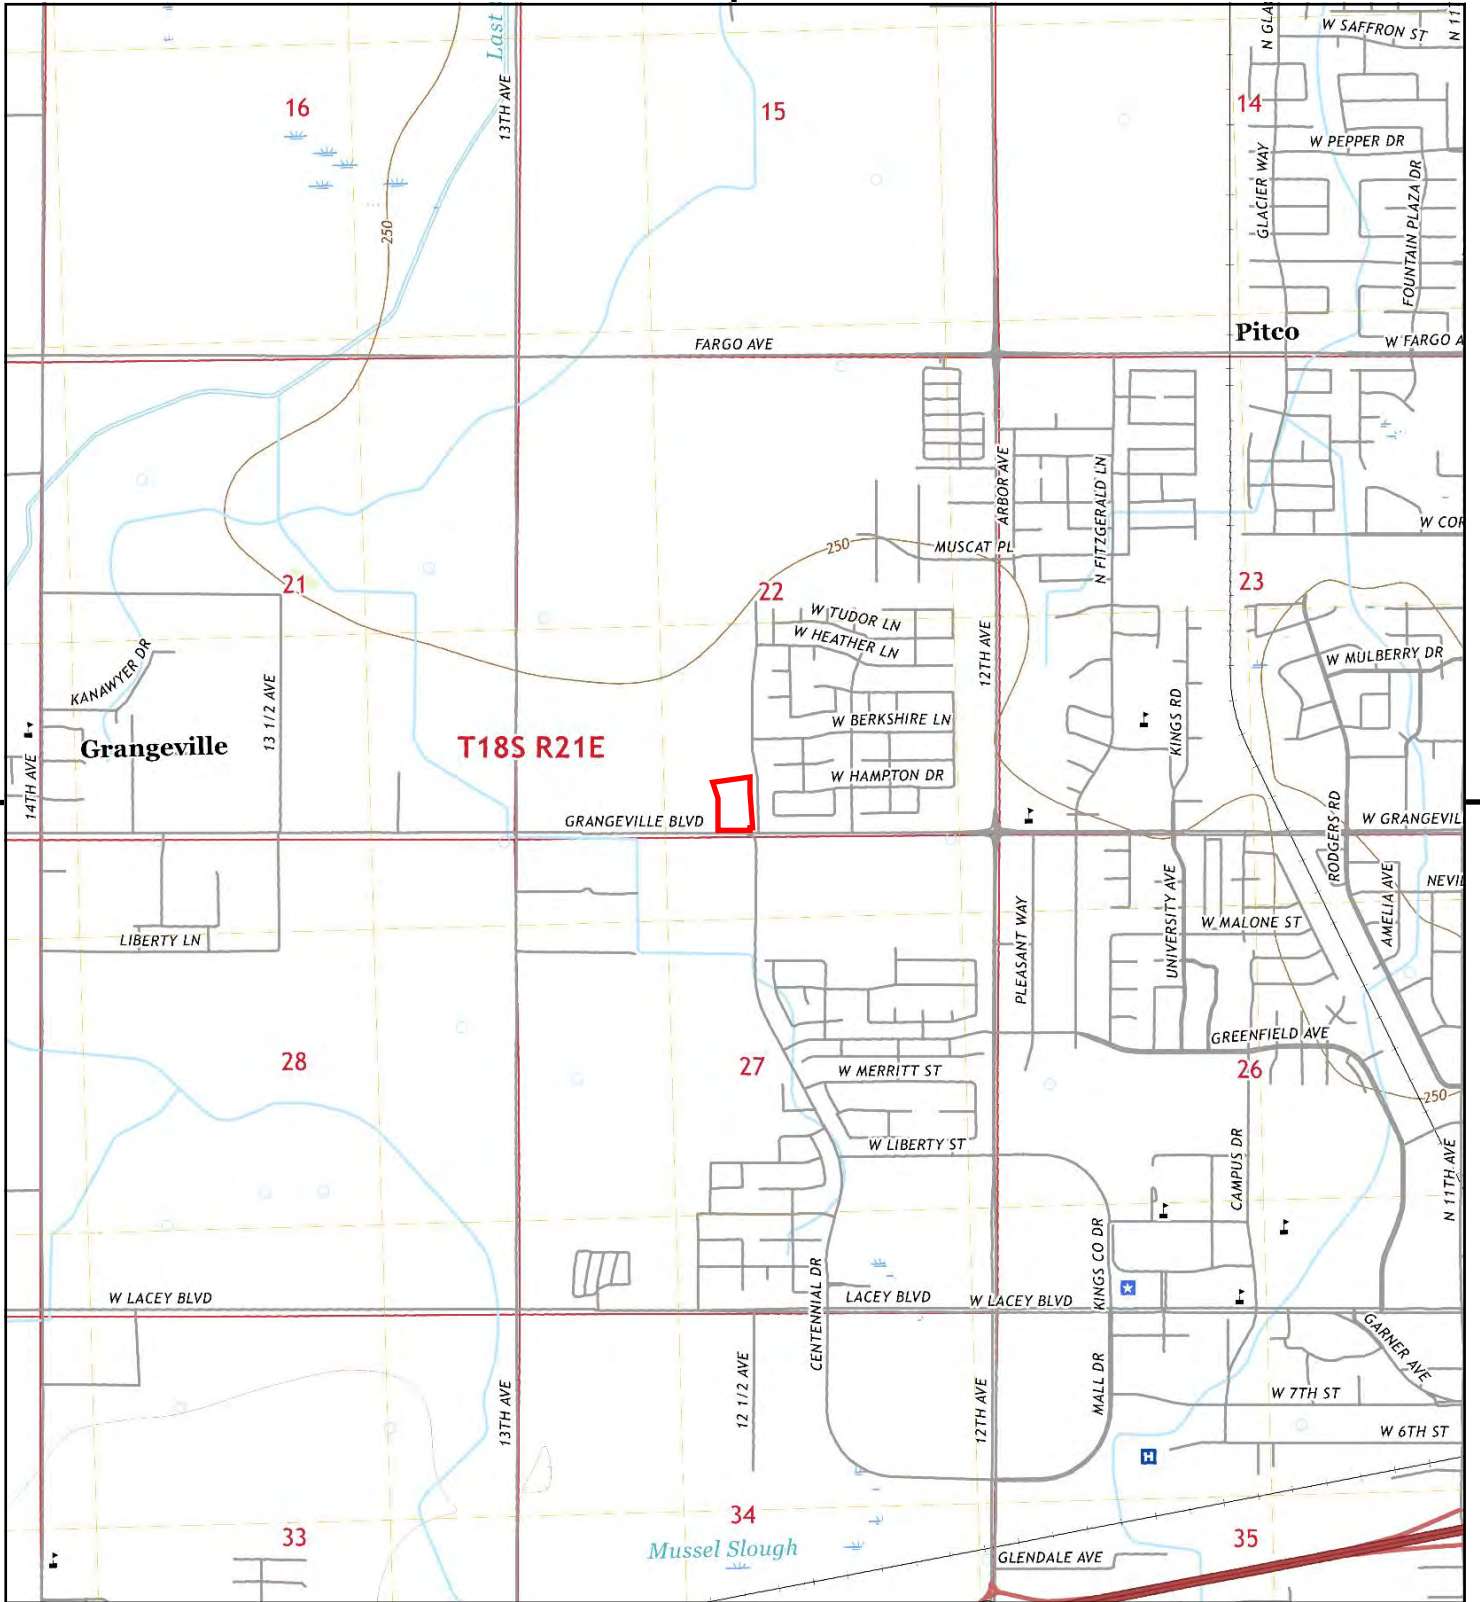 Last
13TH AVE
N GLA
W SAFFRON ST
N 11T
16
15
14
W PEPPER DR
GLACIER WAY
FOUNTAIN PLAZA DR
250
Pitco
FARGO AVE
W FARGO A
ARBOR AVE
N FITZGERALD LN
W COR
250
MUSCAT PL
21
22
23
W TUDOR LN
W HEATHER LN
12TH AVE
W MULBERRY DR
KANAWYER DR
13 1/2 AVE
W BERKSHIRE LN
KINGS RD
Grangeville
T18S R21E
W HAMPTON DR
14TH AVE
GRANGEVILLE BLVD
RODGERS RD
W GRANGEVIL
UNIVERSITY AVE
AMELIA AVE
NEVI
PLEASANT WAY
W MALONE ST
LIBERTY LN
GREENFIELD AVE
28
27
W MERRITT ST
26
250
W LIBERTY ST
CAMPUS DR
N 11TH AVE
KINGS CO DR
CENTENNIAL DR
W LACEY BLVD
LACEY BLVD
W LACEY BLVD
GARNER AVE
12 1/2 AVE
13TH AVE
12TH AVE
MALL DR
W 7TH ST
W 6TH ST
H
34
33
35
Mussel Slough
GLENDALE AVE